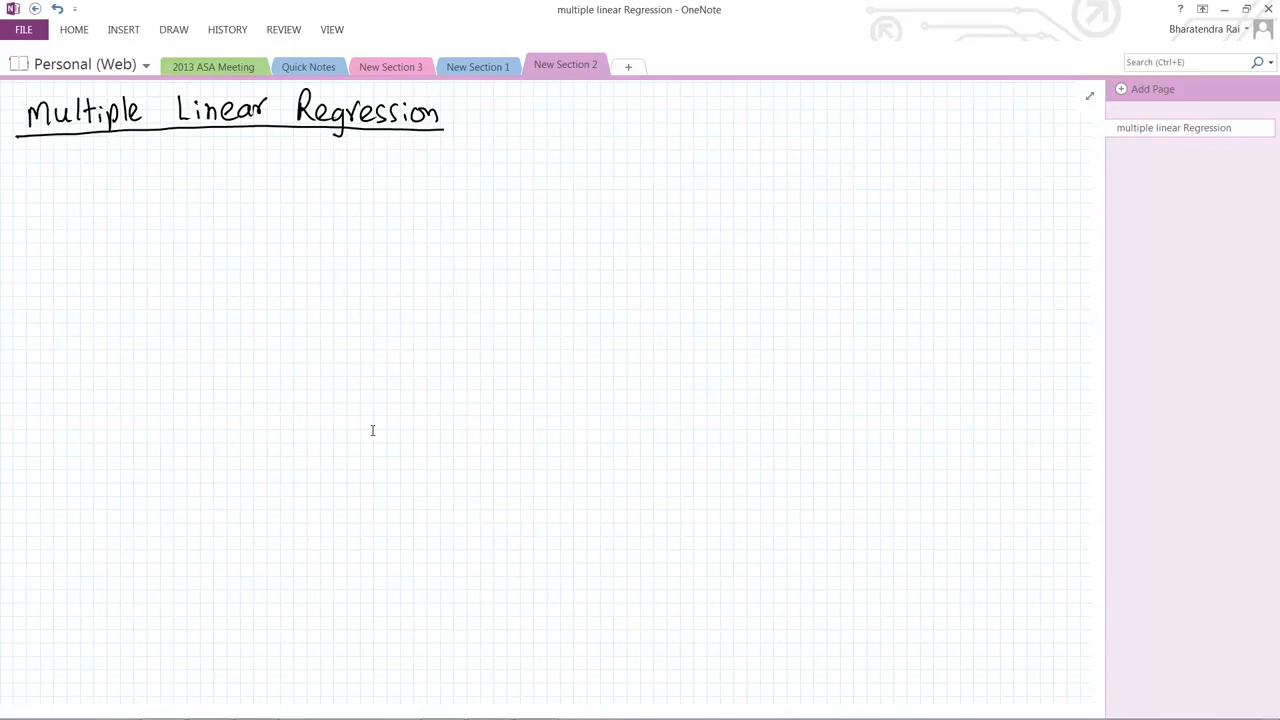 multiple linear Regression - OneNote
?
FILE HOME INSERT DRAW HISTORY REVIEW VIEW
Bharatendra Rai
Personal (Web) 2013 ASA Meeting Quick Notes New Section 3 New Section 1 New Section 2 +
Search (Ctrl+E)
Multiple Linear Regression
Add Page
multiple linear Regression